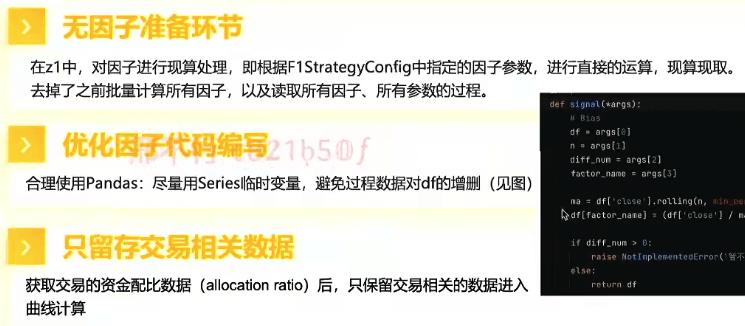 无因子准备环节
在z1中，对因子进行现算处理，即根据F1StrategyConfig中指定的因子参数，进行直接的运算，现算现取。
去掉了之前批量计算所有因子，以及读取所有因子、所有参数的过程。
优化因子代码编写
合理使用Pandas：尽量用Series临时变量，避免过程数据对df的增删（见图）
只留存交易相关数据
获取交易的资金配比数据（allocation ratio）后，只保留交易相关的数据进入
曲线计算
def signal(*args):
# Bias
df = args[0]
n = args[1]
diff_num = args[2]
factor_name = args[3]
ma = df['close'].rolling(n, min_pe
df[factor_name] = (df['close'] / ma
if diff_num > 0:
raise NotImplementedError('暂不
else:
return df